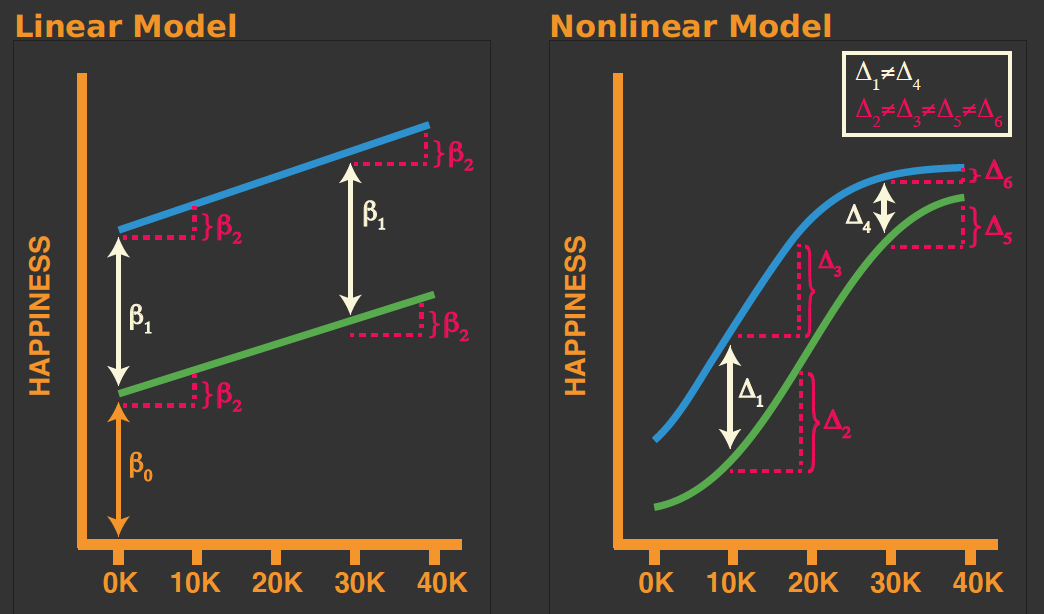 Linear Model
HAPPINESS
}β₂
}β₂
β₁
β₁
}β₂
}β₂
β₀
0K 10K 20K 30K 40K
Nonlinear Model
Δ₁≠Δ₄
Δ₂≠Δ₃≠Δ₅≠Δ₆
HAPPINESS
}Δ₆
Δ₄
}Δ₅
}Δ₃
Δ₁
}Δ₂
0K 10K 20K 30K 40K